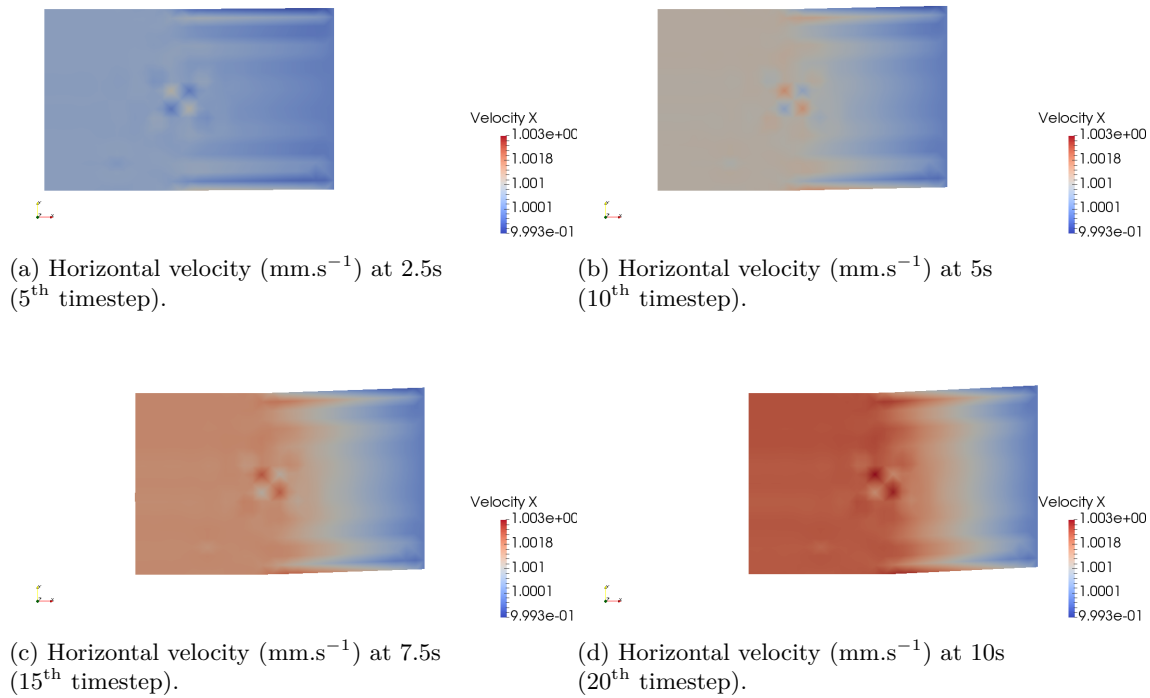 Velocity X
1.003e+00
1.0018
1.001
1.0001
9.993e-01
Velocity X
1.003e+00
1.0018
1.001
1.0001
9.993e-01
(a) Horizontal velocity (mm.s⁻¹) at 2.5s
(5ᵗʰ timestep).
(b) Horizontal velocity (mm.s⁻¹) at 5s
(10ᵗʰ timestep).
Velocity X
1.003e+00
1.0018
1.001
1.0001
9.993e-01
Velocity X
1.003e+00
1.0018
1.001
1.0001
9.993e-01
(c) Horizontal velocity (mm.s⁻¹) at 7.5s
(15ᵗʰ timestep).
(d) Horizontal velocity (mm.s⁻¹) at 10s
(20ᵗʰ timestep).